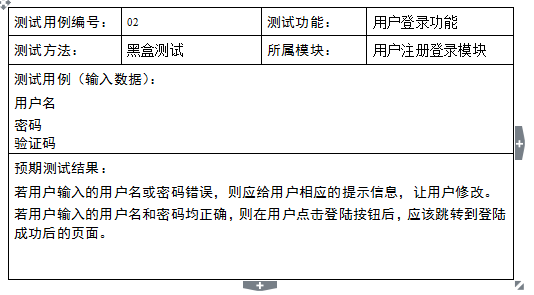 测试用例编号： 02 测试功能： 用户登录功能
测试方法： 黑盒测试 所属模块： 用户注册登录模块
测试用例（输入数据）：
用户名
密码
验证码
预期测试结果：
若用户输入的用户名或密码错误，则应给用户相应的提示信息，让用户修改。
若用户输入的用户名和密码均正确，则在用户点击登陆按钮后，应该跳转到登陆
成功后的页面。